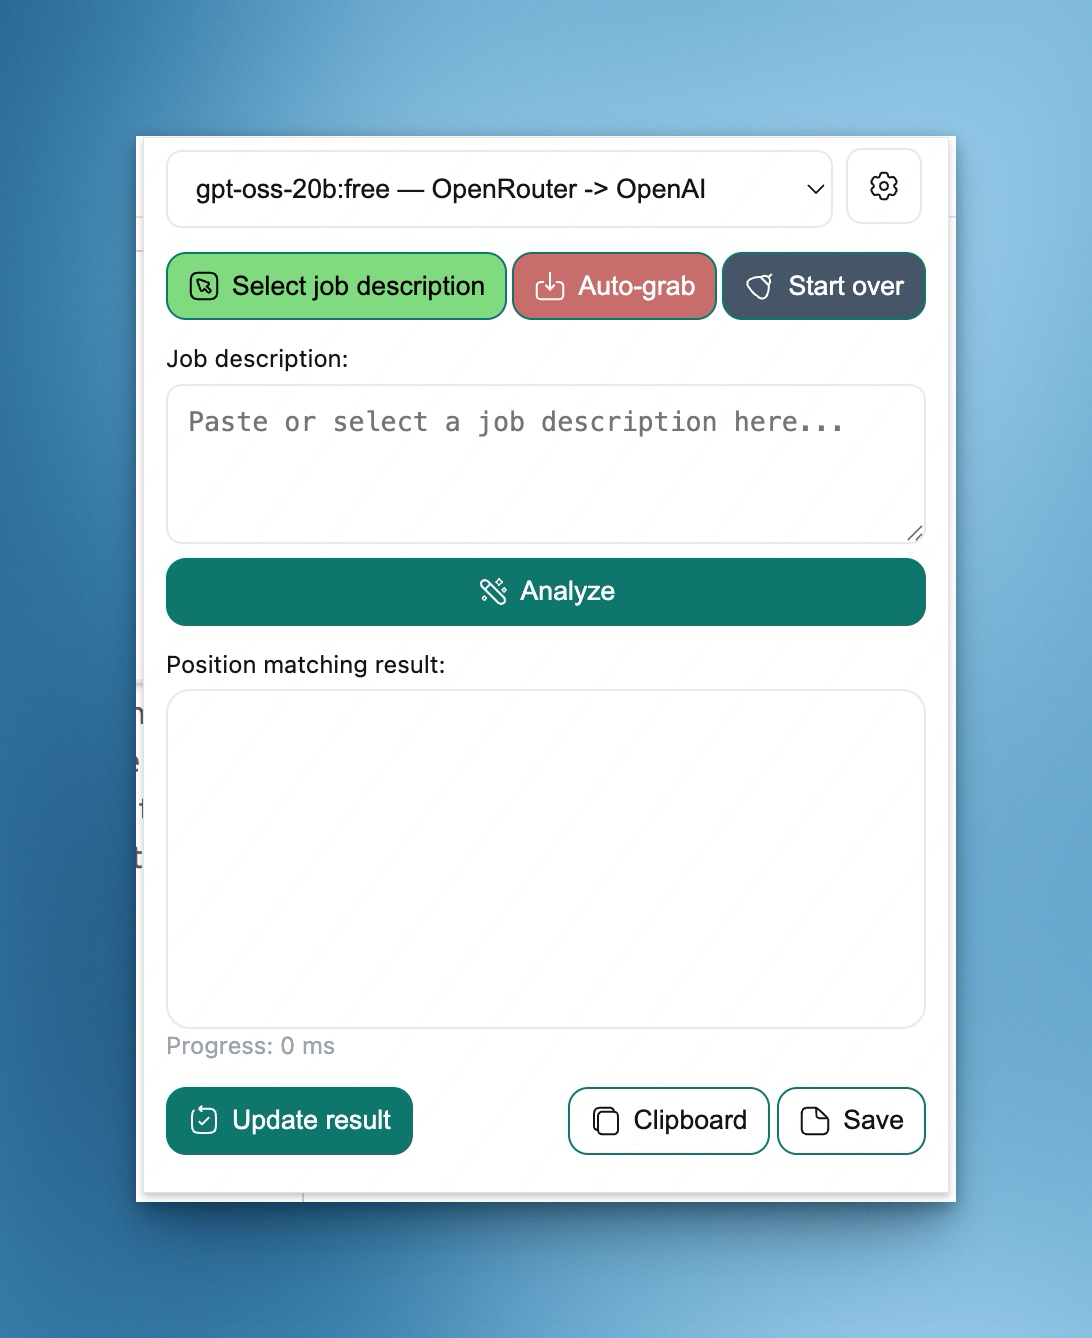 gpt-oss-20b:free — OpenRouter -> OpenAI
Select job description
Auto-grab
Start over
Job description:
Paste or select a job description here...
Analyze
Position matching result:
Progress: 0 ms
Update result
Clipboard
Save